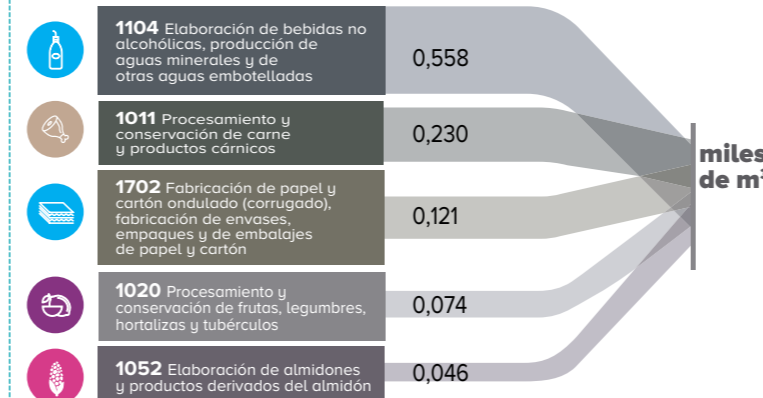 1104 Elaboración de bebidas no
alcohólicas, producción de
aguas minerales y de
otras aguas embotelladas
0,558
1011 Procesamiento y
conservación de carne
y productos cárnicos
0,230
1702 Fabricación de papel y
cartón ondulado (corrugado),
fabricación de envases,
empaques y de embalajes
de papel y cartón
0,121
1020 Procesamiento y
conservación de frutas, legumbres,
hortalizas y tubérculos
0,074
1052 Elaboración de almidones
y productos derivados del almidón
0,046
miles
de m³